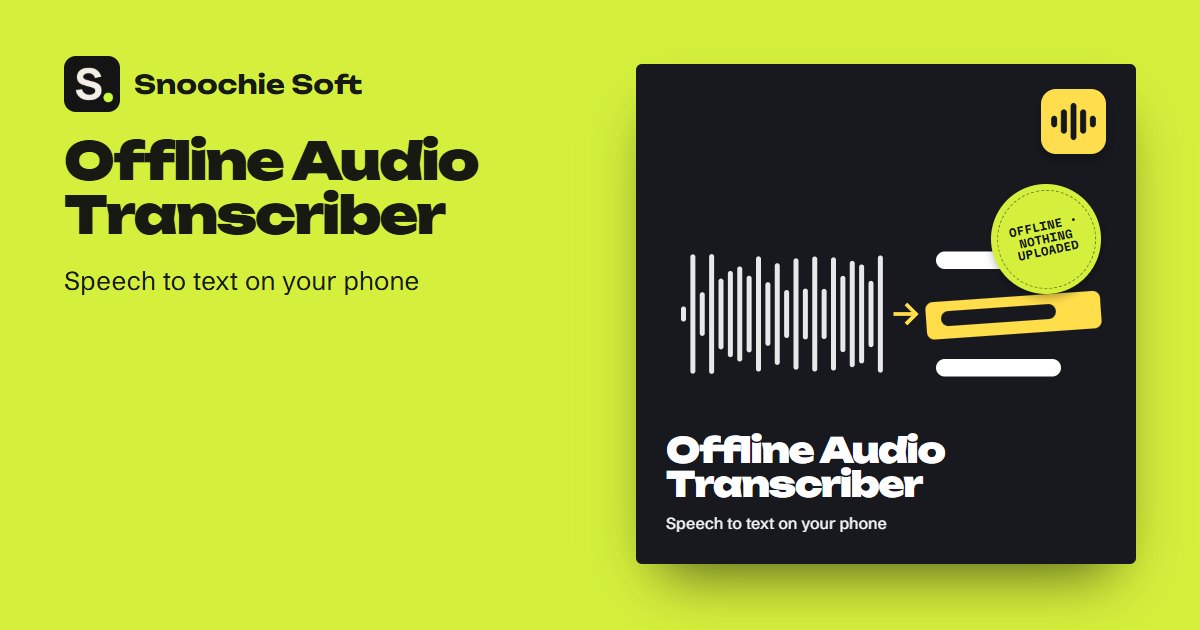 S.
Snoochie Soft
Offline Audio
Transcriber
Speech to text on your phone
OFFLINE ·
NOTHING
UPLOADED
Offline Audio
Transcriber
Speech to text on your phone